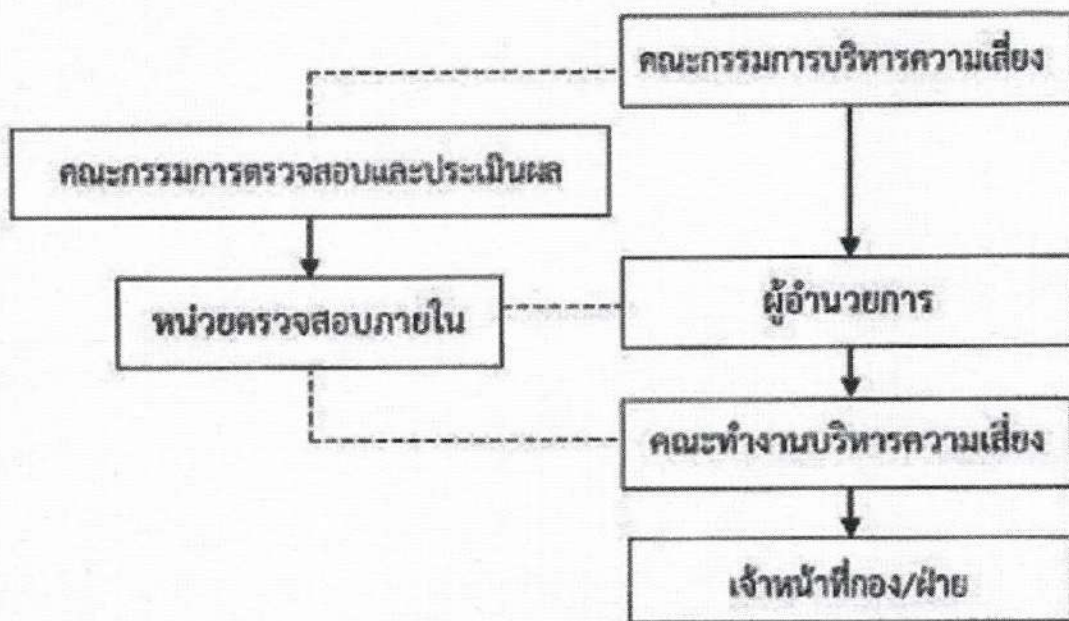 คณะกรรมการบริหารความเสี่ยง
คณะกรรมการตรวจสอบและประเมินผล
หน่วยตรวจสอบภายใน
ผู้อำนวยการ
คณะทำงานบริหารความเสี่ยง
เจ้าหน้าที่กอง/ฝ่าย